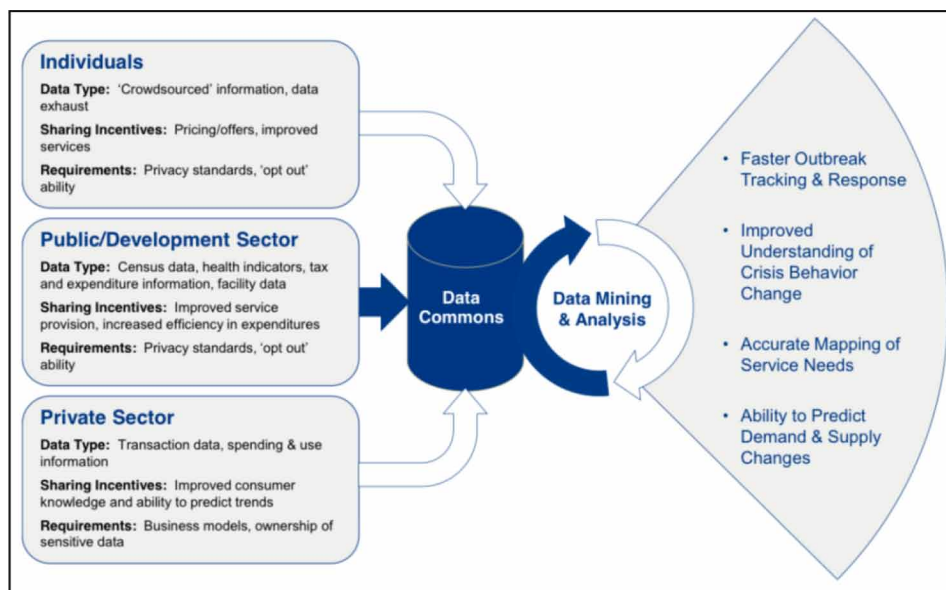 Individuals
Data Type: ‘Crowdsourced’ information, data
exhaust
Sharing Incentives: Pricing/offers, improved
services
Requirements: Privacy standards, ‘opt out’
ability
Public/Development Sector
Data Type: Census data, health indicators, tax
and expenditure information, facility data
Sharing Incentives: Improved service
provision, increased efficiency in expenditures
Requirements: Privacy standards, ‘opt out’
ability
Private Sector
Data Type: Transaction data, spending & use
information
Sharing Incentives: Improved consumer
knowledge and ability to predict trends
Requirements: Business models, ownership of
sensitive data
Data
Commons
Data Mining
& Analysis
• Faster Outbreak
Tracking & Response
• Improved
Understanding of
Crisis Behavior
Change
• Accurate Mapping of
Service Needs
• Ability to Predict
Demand & Supply
Changes